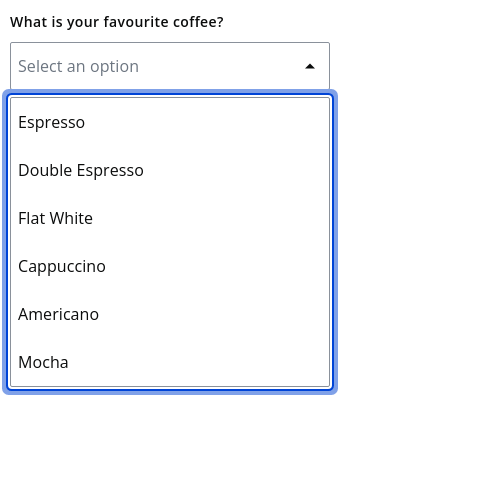 What is your favourite coffee?
Select an option
Espresso
Double Espresso
Flat White
Cappuccino
Americano
Mocha